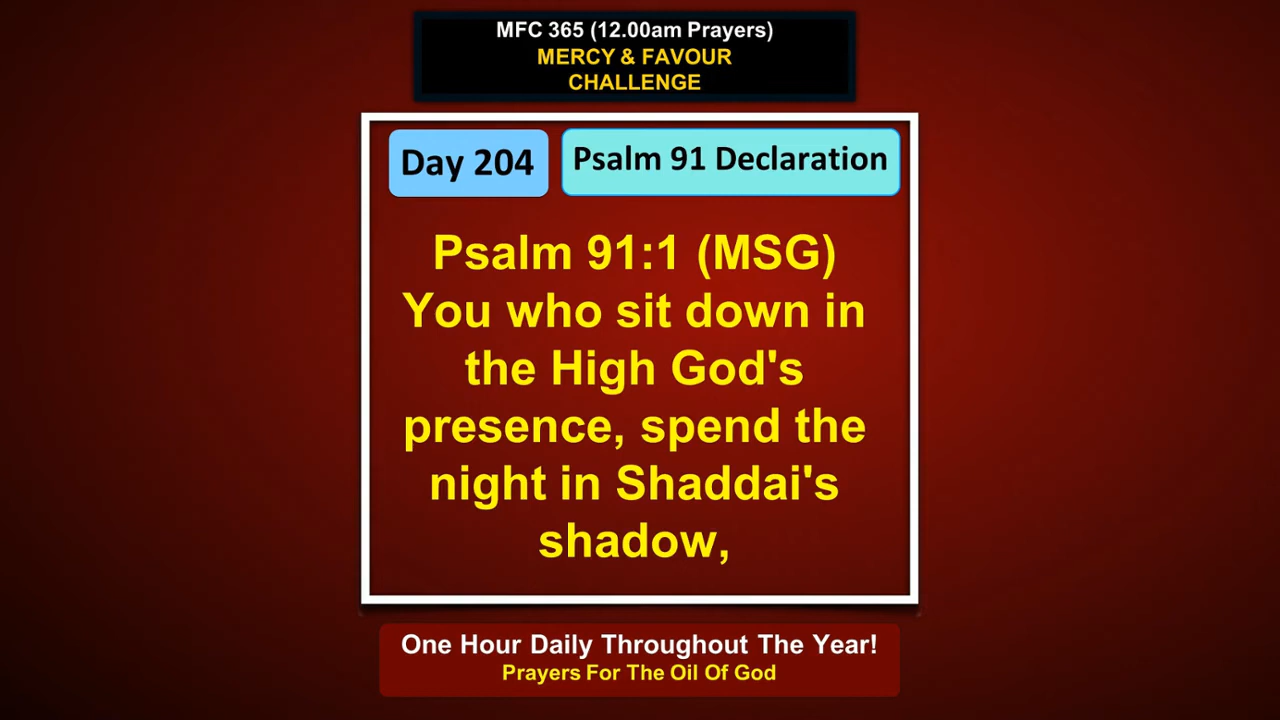 MFC 365 (12.00am Prayers)
MERCY & FAVOUR
CHALLENGE
Day 204
Psalm 91 Declaration
Psalm 91:1 (MSG)
You who sit down in
the High God's
presence, spend the
night in Shaddai's
shadow,
One Hour Daily Throughout The Year!
Prayers For The Oil Of God